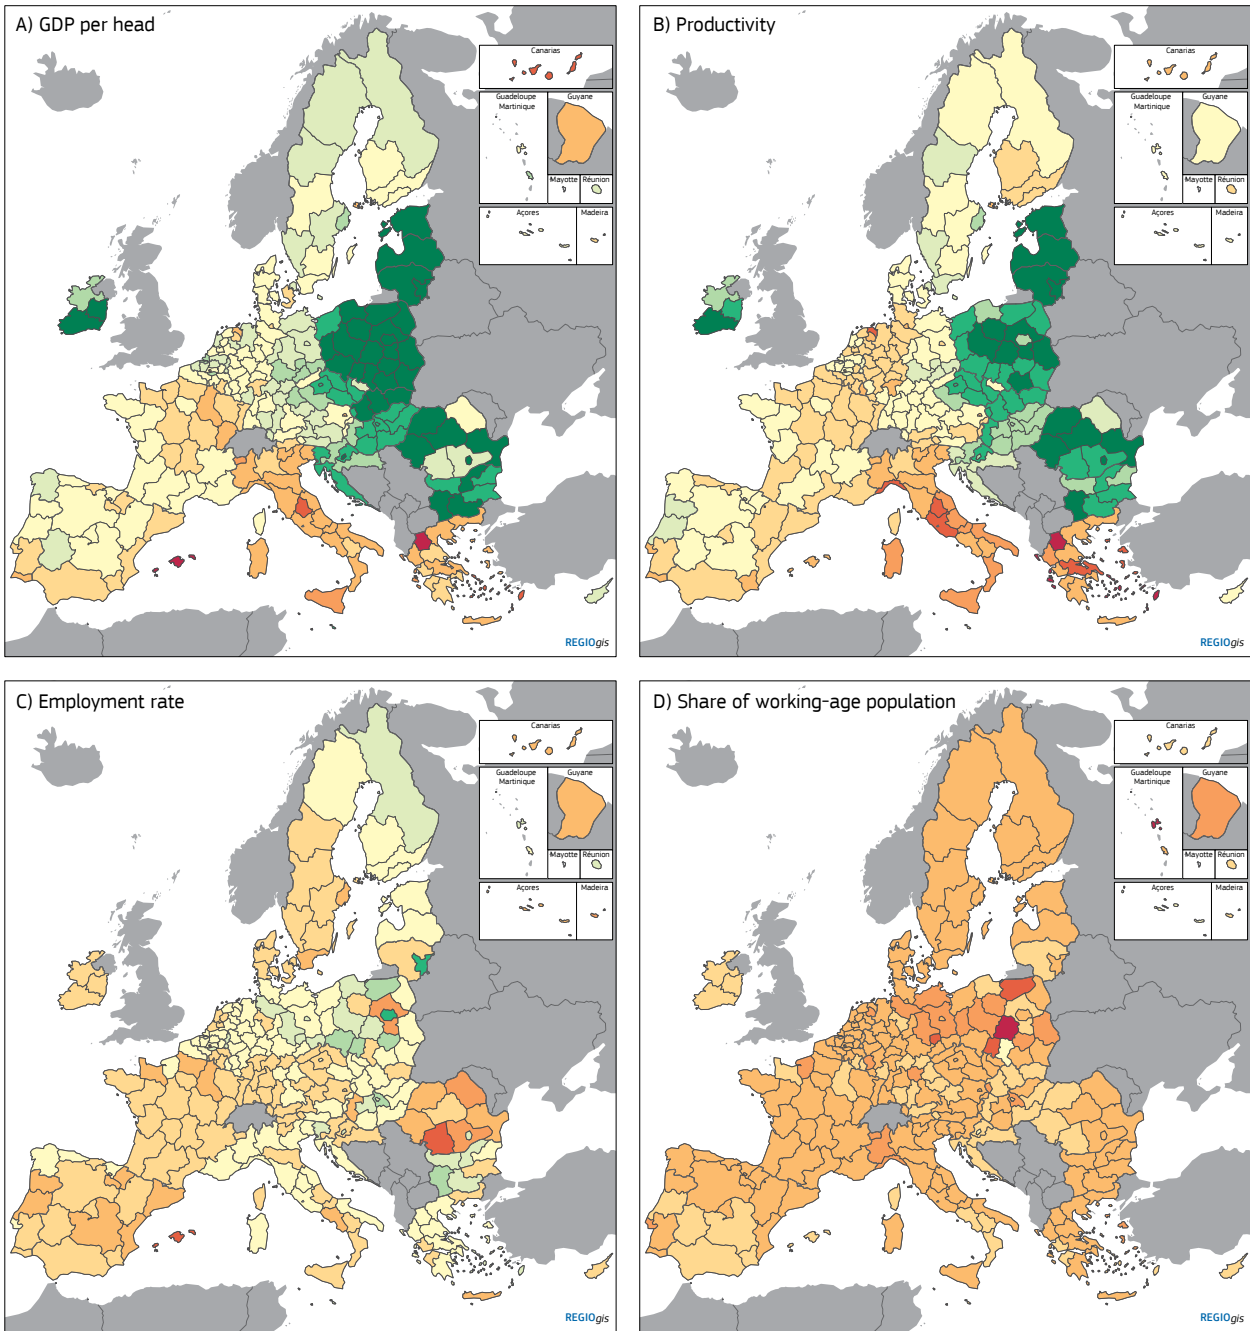 A) GDP per head
Canarias
Guadeloupe
Martinique
Guyane
Mayotte
Réunion
Açores
Madeira
REGIOgis
B) Productivity
Canarias
Guadeloupe
Martinique
Guyane
Mayotte
Réunion
Açores
Madeira
REGIOgis
C) Employment rate
Canarias
Guadeloupe
Martinique
Guyane
Mayotte
Réunion
Açores
Madeira
REGIOgis
D) Share of working-age population
Canarias
Guadeloupe
Martinique
Guyane
Mayotte
Réunion
Açores
Madeira
REGIOgis